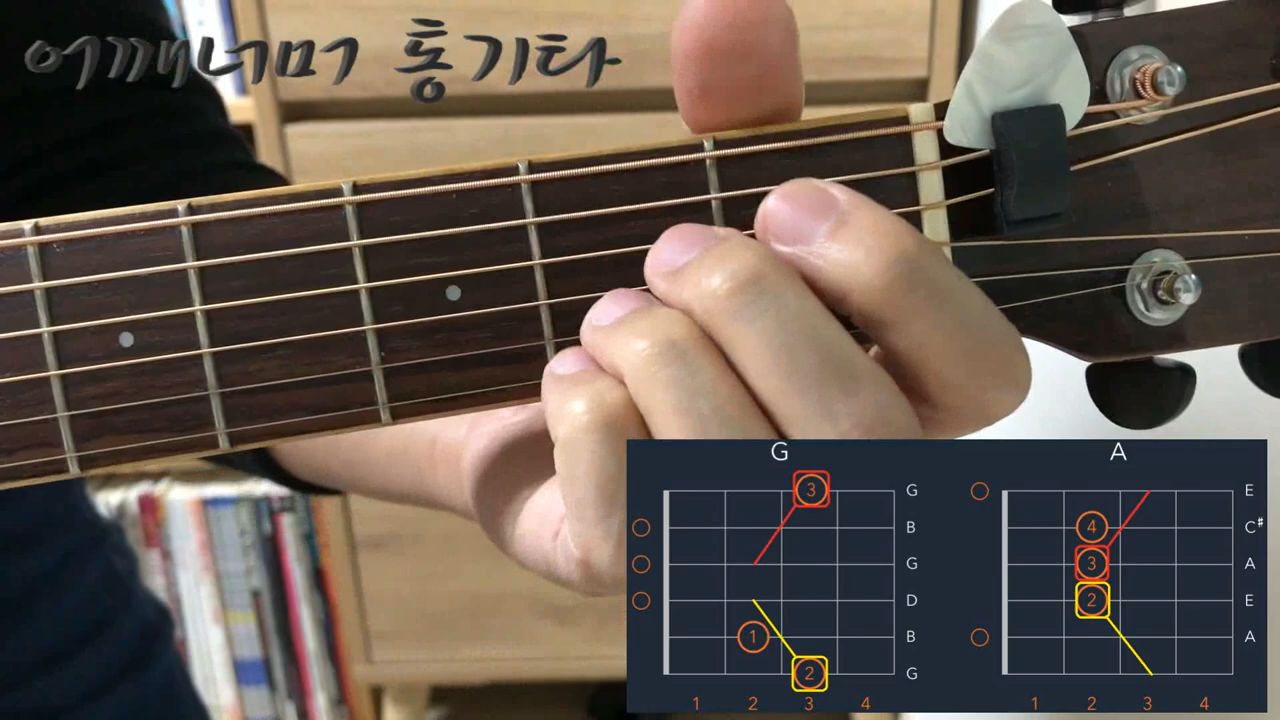 어깨너머 통기타
G A
3 G E
B 4 C#
G 3 A
D 2 E
1 B A
2 G
1 2 3 4 1 2 3 4